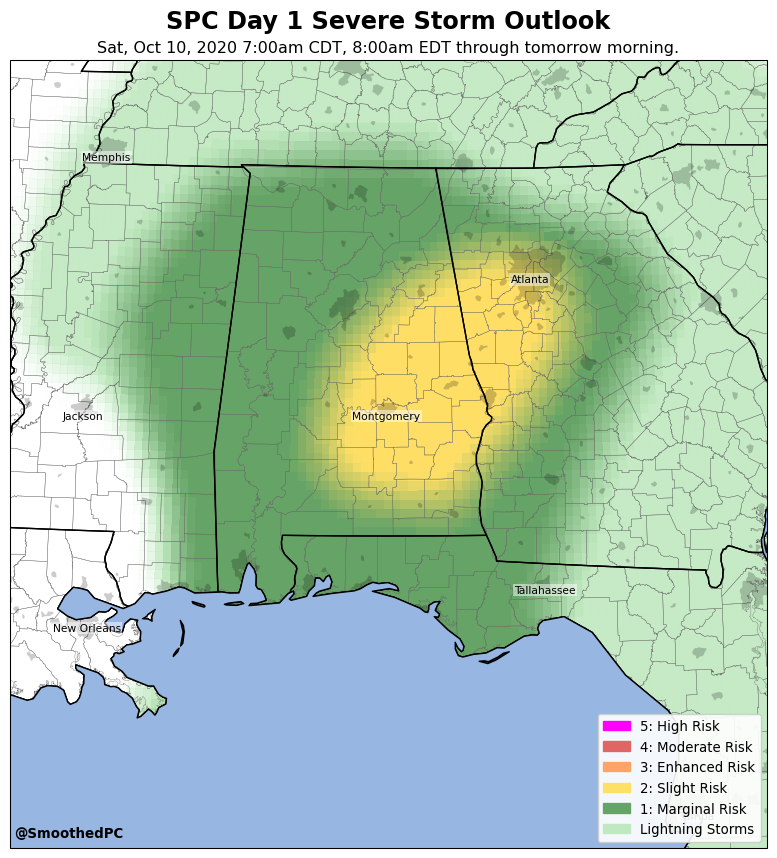 SPC Day 1 Severe Storm Outlook
Sat, Oct 10, 2020 7:00am CDT, 8:00am EDT through tomorrow morning.
Memphis
Atlanta
Jackson
Montgomery
Tallahassee
New Orleans
5: High Risk
4: Moderate Risk
3: Enhanced Risk
2: Slight Risk
1: Marginal Risk
Lightning Storms
@SmoothedPC